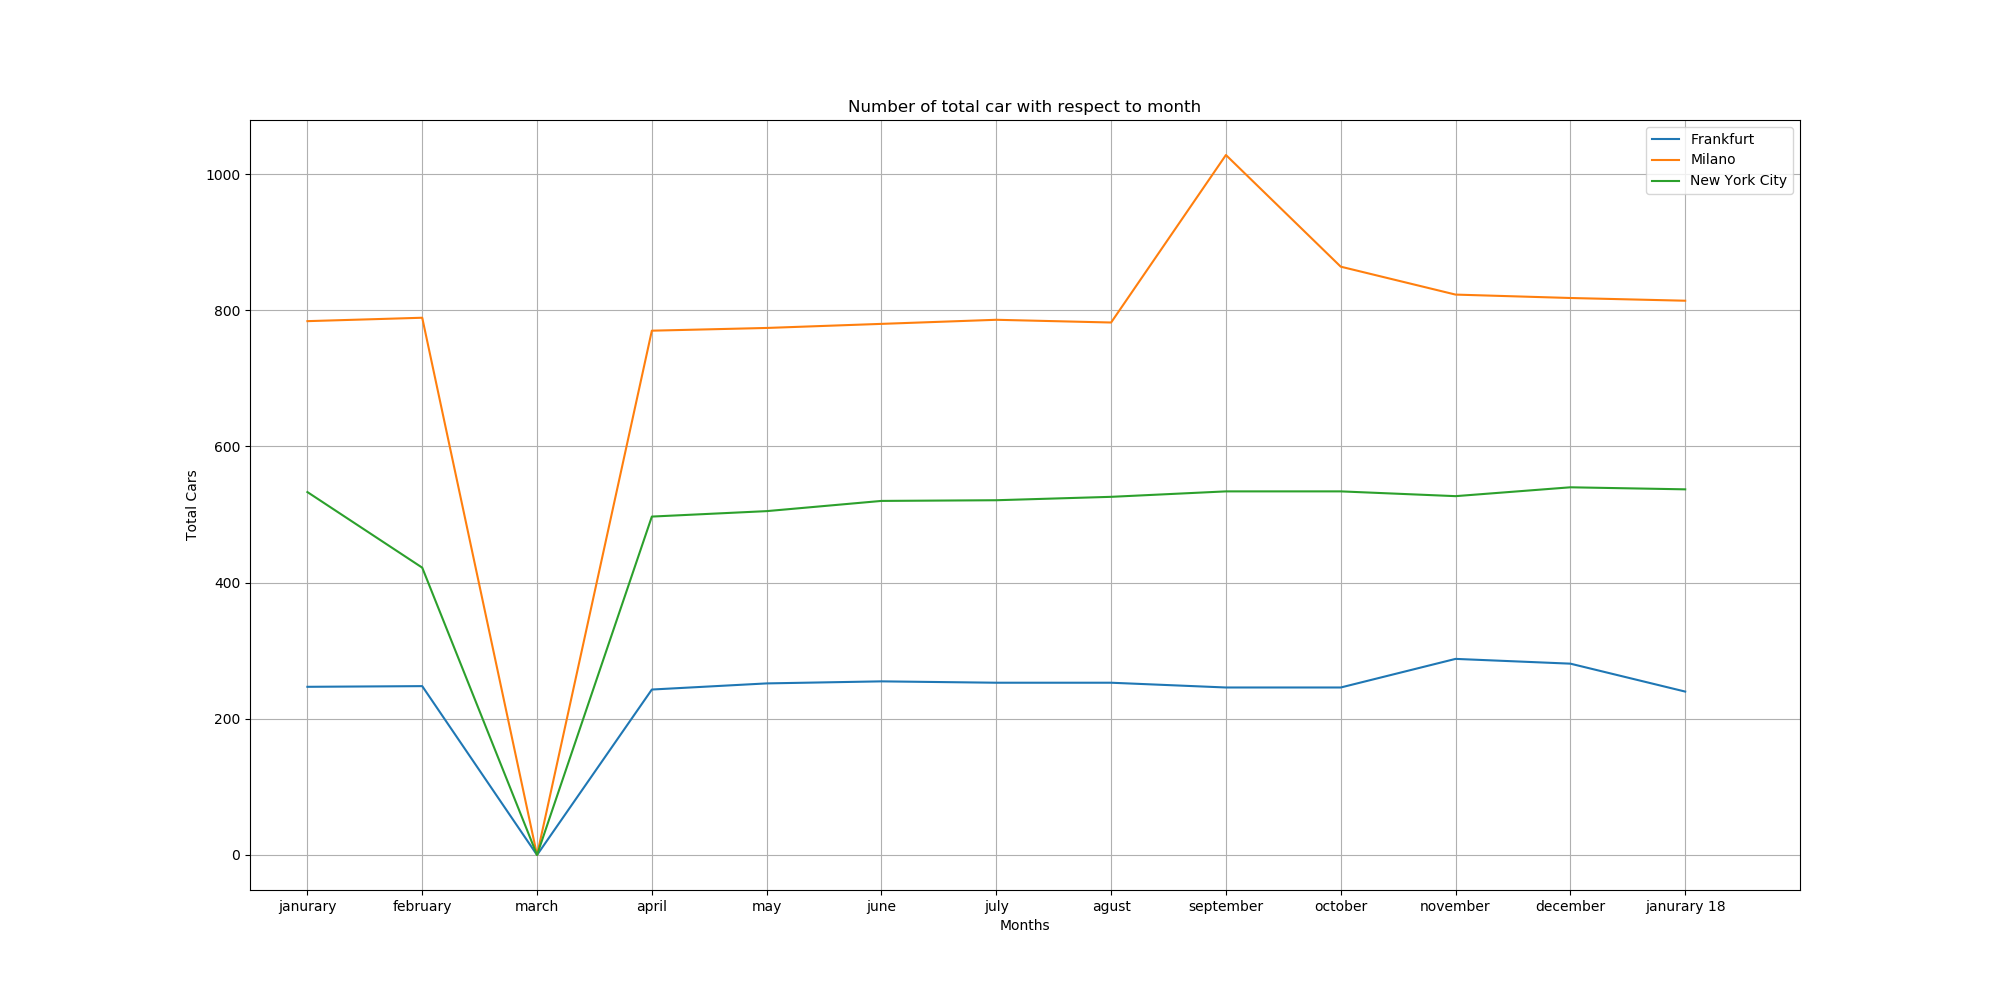 Number of total car with respect to month
Frankfurt
Milano
New York City
Total Cars
1000
800
600
400
200
0
janurary february march april may june july agust september october november december janurary 18
Months